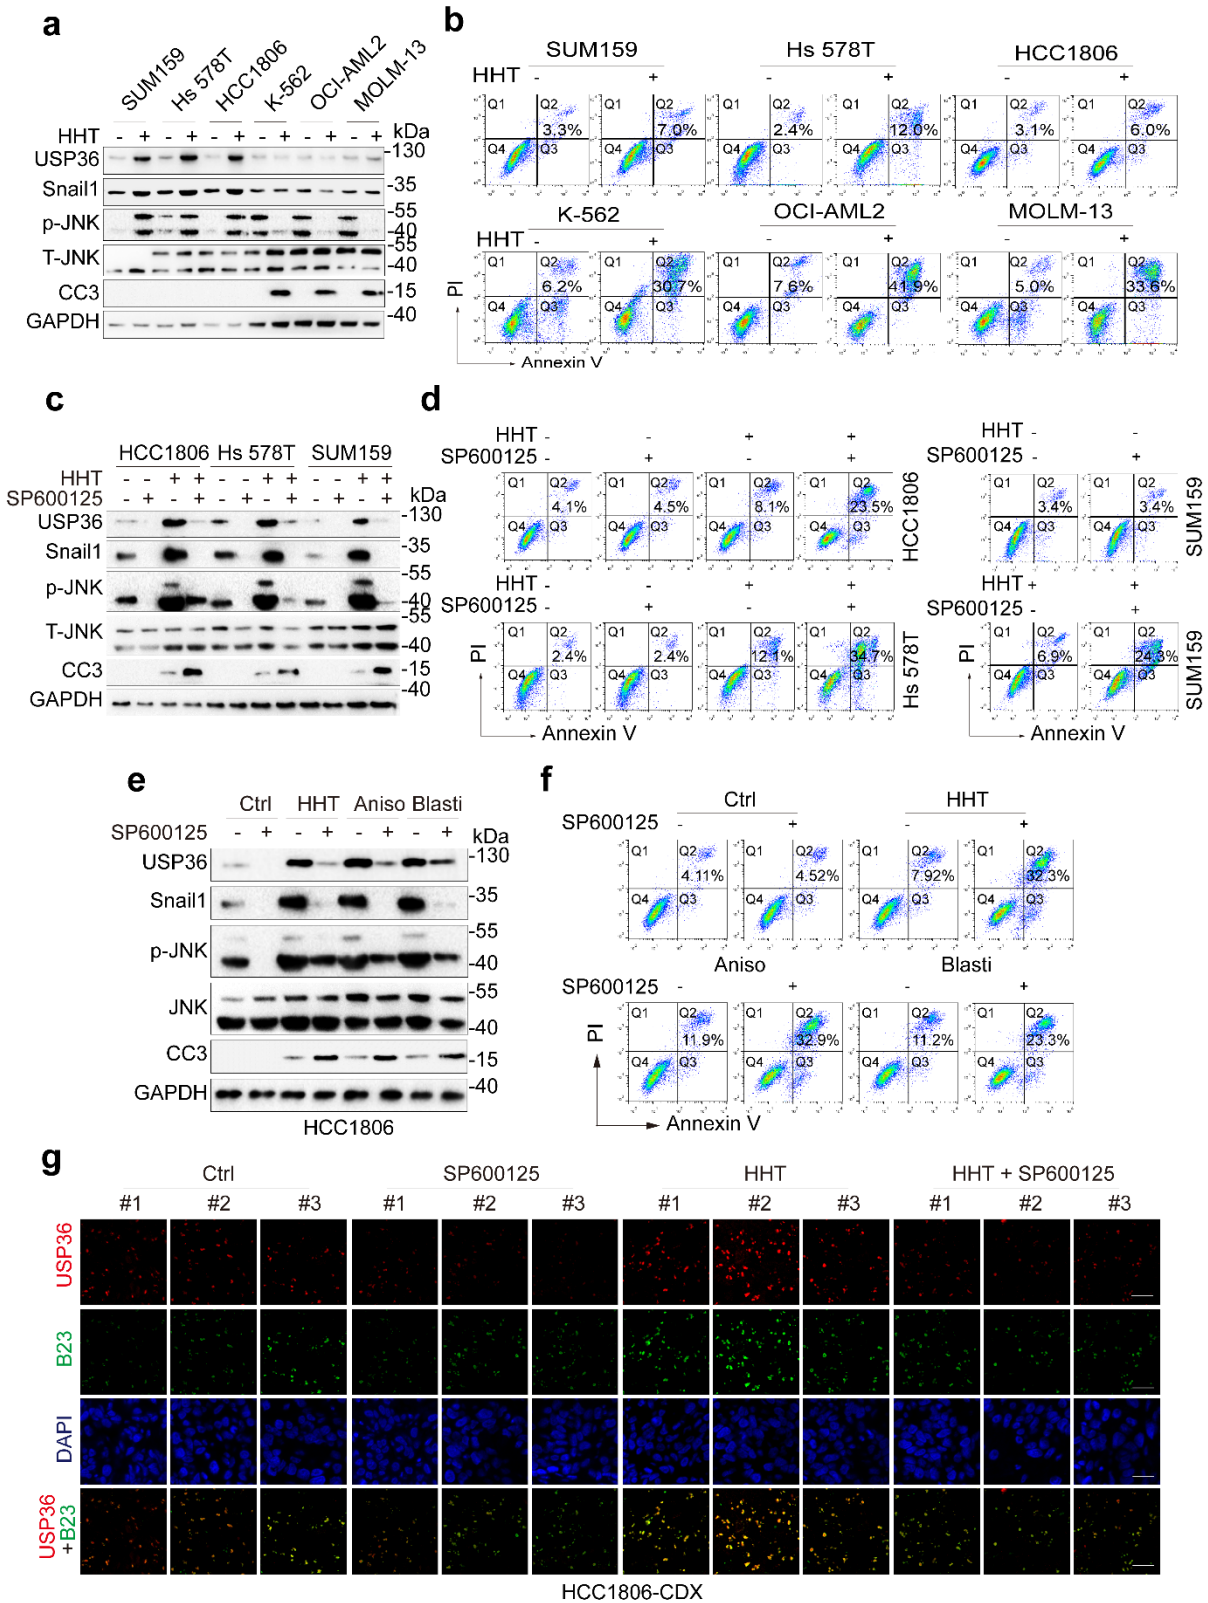 a
SUM159 Hs 578T HCC1806 K-562 OCI-AML2 MOLM-13
HHT - + - + - + - + - + - + kDa
USP36 -130
Snail1 -35
p-JNK -55
-40
T-JNK -55
-40
CC3 -15
GAPDH -40
b
SUM159 Hs 578T HCC1806
HHT - + - + - +
Q1 Q2 Q1 Q2 Q1 Q2 Q1 Q2 Q1 Q2 Q1 Q2
3.3% 7.0% 2.4% 12.0% 3.1% 6.0%
Q4 Q3 Q4 Q3 Q4 Q3 Q4 Q3 Q4 Q3 Q4 Q3
K-562 OCI-AML2 MOLM-13
HHT - + - + - +
Q1 Q2 Q1 Q2 Q1 Q2 Q1 Q2 Q1 Q2 Q1 Q2
6.2% 30.7% 7.6% 41.9% 5.0% 33.6%
Q4 Q3 Q4 Q3 Q4 Q3 Q4 Q3 Q4 Q3 Q4 Q3
PI
Annexin V
c
HCC1806 Hs 578T SUM159
HHT - - + + - - + + - - + +
SP600125 - + - + - + - + - + - + kDa
USP36 -130
Snail1 -35
p-JNK -55
-40
T-JNK -55
-40
CC3 -15
GAPDH -40
d
HHT - - + +
SP600125 - + - +
Q1 Q2 Q1 Q2 Q1 Q2 Q1 Q2
4.1% 4.5% 8.1% 23.5%
Q4 Q3 Q4 Q3 Q4 Q3 Q4 Q3
HCC1806
HHT - - + +
SP600125 - + - +
Q1 Q2 Q1 Q2 Q1 Q2 Q1 Q2
2.4% 2.4% 12.1% 34.7%
Q4 Q3 Q4 Q3 Q4 Q3 Q4 Q3
Hs 578T
PI
Annexin V
HHT - -
SP600125 - +
Q1 Q2 Q1 Q2
3.4% 3.4%
Q4 Q3 Q4 Q3
SUM159
HHT + +
SP600125 - +
Q1 Q2 Q1 Q2
6.9% 24.3%
Q4 Q3 Q4 Q3
SUM159
PI
Annexin V
e
Ctrl HHT Aniso Blasti
SP600125 - + - + - + - + kDa
USP36 -130
Snail1 -35
p-JNK -55
-40
JNK -55
-40
CC3 -15
GAPDH -40
HCC1806
f
Ctrl HHT
SP600125 - + - +
Q1 Q2 Q1 Q2 Q1 Q2 Q1 Q2
4.11% 4.52% 7.92% 32.3%
Q4 Q3 Q4 Q3 Q4 Q3 Q4 Q3
Aniso Blasti
SP600125 - + - +
Q1 Q2 Q1 Q2 Q1 Q2 Q1 Q2
11.9% 32.9% 11.2% 23.3%
Q4 Q3 Q4 Q3 Q4 Q3 Q4 Q3
PI
Annexin V
g
Ctrl SP600125 HHT HHT + SP600125
#1 #2 #3 #1 #2 #3 #1 #2 #3 #1 #2 #3
USP36
B23
DAPI
USP36
+B23
HCC1806-CDX